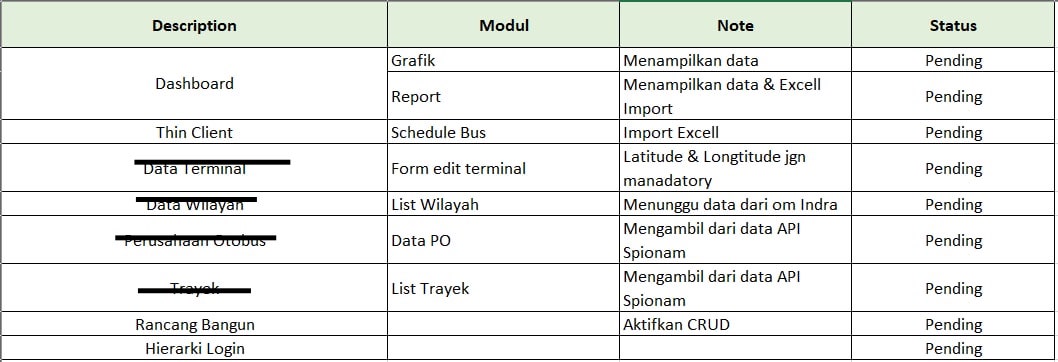 Description Modul Note Status
Dashboard
Grafik Menampilkan data Pending
Report Menampilkan data & Excell Pending
Import
Thin Client Schedule Bus Import Excell Pending
Data Terminal Form edit terminal Latitude & Longtitude jgn Pending
manadatory
Data Wilayah List Wilayah Menunggu data dari om Indra Pending
Perusahaan Otobus Data PO Mengambil dari data API Pending
Spionam
Trayek List Trayek Mengambil dari data API Pending
Spionam
Rancang Bangun Aktifkan CRUD Pending
Hierarki Login Pending